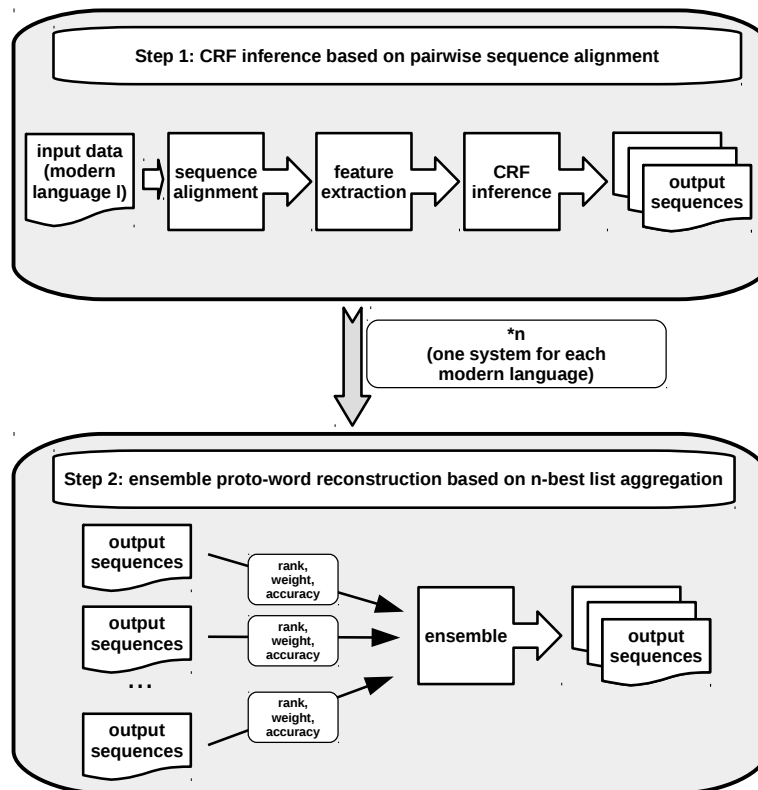 Step 1: CRF inference based on pairwise sequence alignment
input data
(modern
language l)
sequence
alignment
feature
extraction
CRF
inference
output
sequences
*n
(one system for each
modern language)
Step 2: ensemble proto-word reconstruction based on n-best list aggregation
output
sequences
rank,
weight,
accuracy
output
sequences
...
rank,
weight,
accuracy
output
sequences
rank,
weight,
accuracy
ensemble
output
sequences